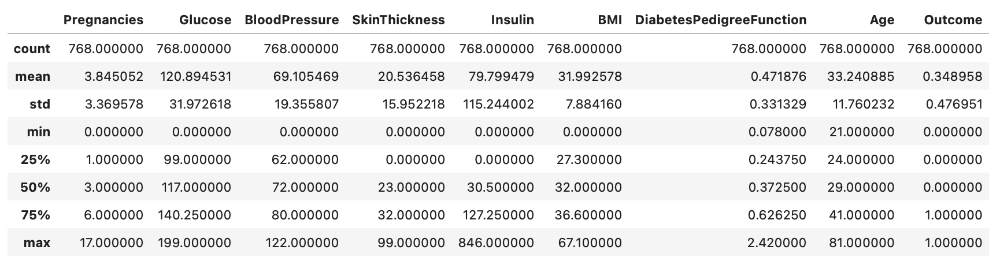 Pregnancies Glucose BloodPressure SkinThickness Insulin BMI DiabetesPedigreeFunction Age Outcome
count 768.000000 768.000000 768.000000 768.000000 768.000000 768.000000 768.000000 768.000000 768.000000
mean 3.845052 120.894531 69.105469 20.536458 79.799479 31.992578 0.471876 33.240885 0.348958
std 3.369578 31.972618 19.355807 15.952218 115.244002 7.884160 0.331329 11.760232 0.476951
min 0.000000 0.000000 0.000000 0.000000 0.000000 0.000000 0.078000 21.000000 0.000000
25% 1.000000 99.000000 62.000000 0.000000 0.000000 27.300000 0.243750 24.000000 0.000000
50% 3.000000 117.000000 72.000000 23.000000 30.500000 32.000000 0.372500 29.000000 0.000000
75% 6.000000 140.250000 80.000000 32.000000 127.250000 36.600000 0.626250 41.000000 1.000000
max 17.000000 199.000000 122.000000 99.000000 846.000000 67.100000 2.420000 81.000000 1.000000